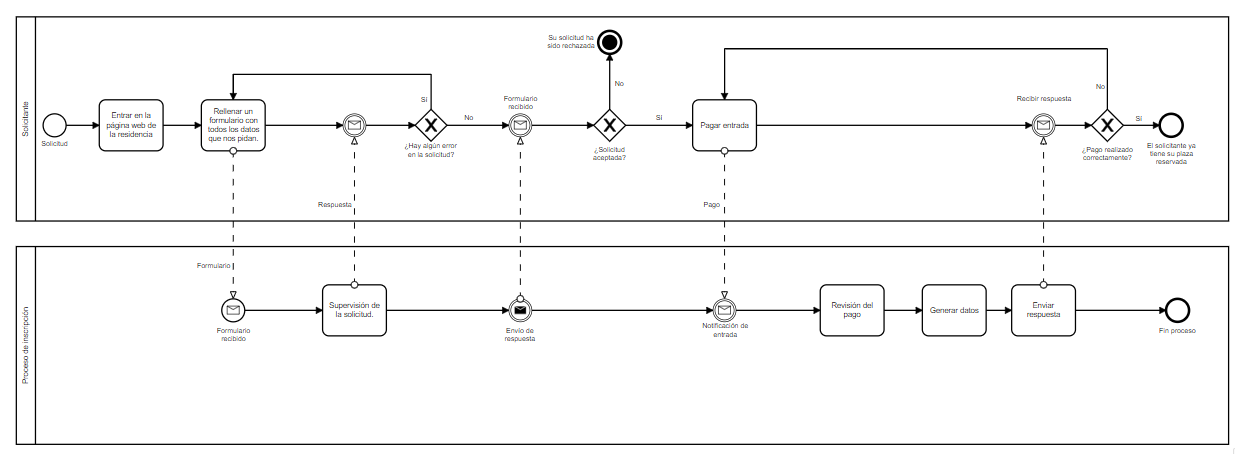 Solicitante
Su solicitud ha
sido rechazada
No
Sí
Formulario
recibido
No
Recibir respuesta
No
Entrar en la
página web de
la residencia
Rellenar un
formulario con
todos los datos
que nos pidan.
No
Sí
Pagar entrada
Sí
Solicitud
¿Hay algún error
en la solicitud?
¿Solicitud
aceptada?
¿Pago realizado
correctamente?
El solicitante ya
tiene su plaza
reservada
Respuesta
Pago
Proceso de inscripción
Formulario
Formulario
recibido
Supervisión de
la solicitud.
Envío de
respuesta
Notificación de
entrada
Revisión del
pago
Generar datos
Enviar
respuesta
Fin proceso